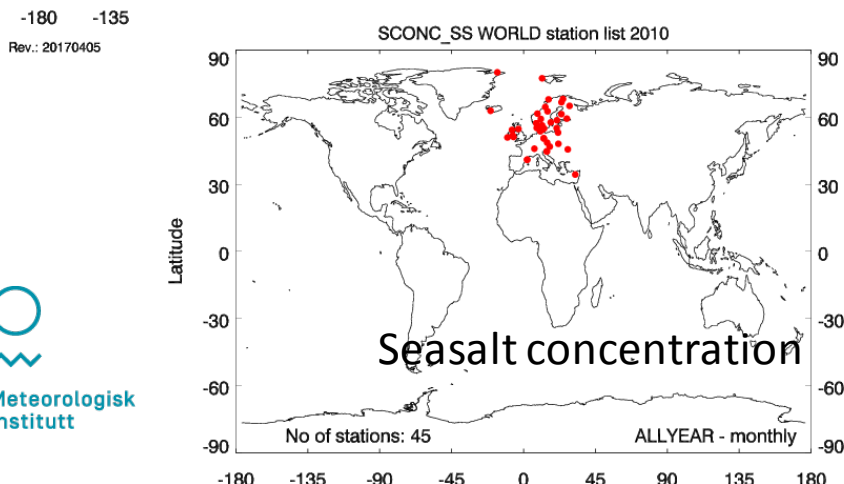 -180 -135
Rev.: 20170405
SCONC_SS WORLD station list 2010
90 90
60 60
Latitude
30 30
0 0
-30 -30
Seasalt concentration
-60 -60
No of stations: 45 ALLYEAR - monthly
-90 -90
-180 -135 -90 -45 0 45 90 135 180
Meteorologisk
nstitutt